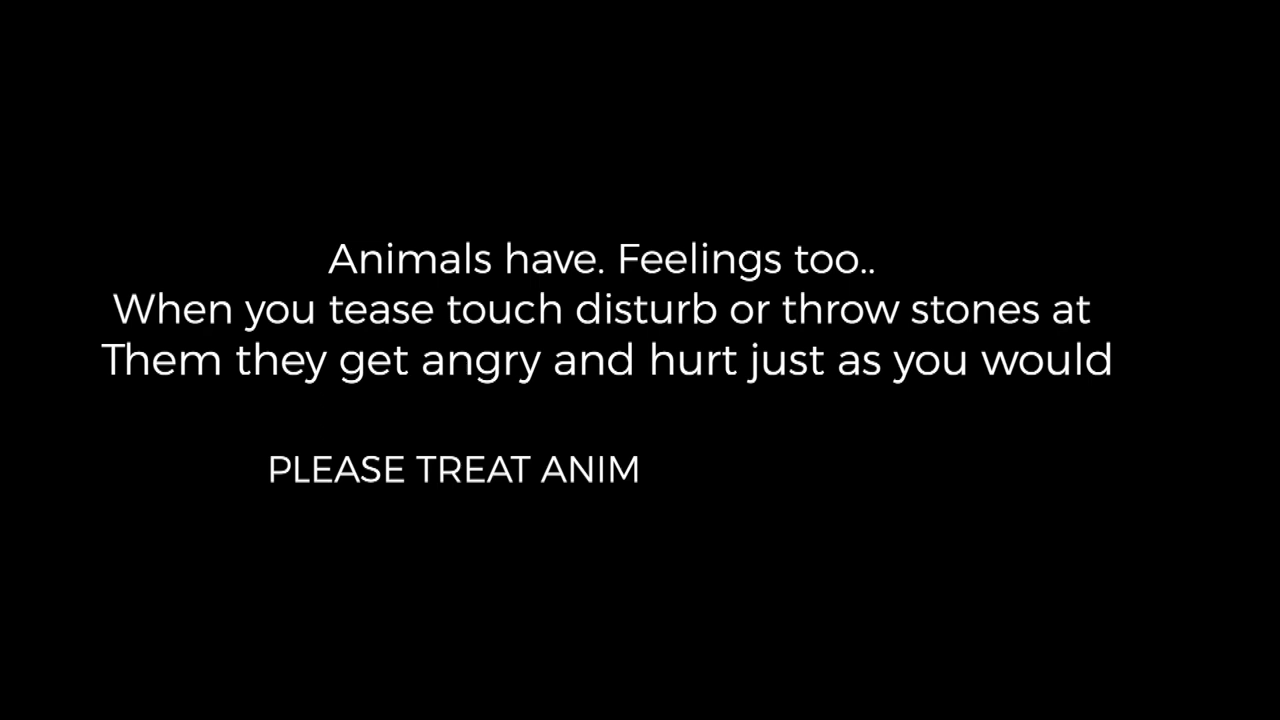 Animals have. Feelings too..
When you tease touch disturb or throw stones at
Them they get angry and hurt just as you would
PLEASE TREAT ANIM